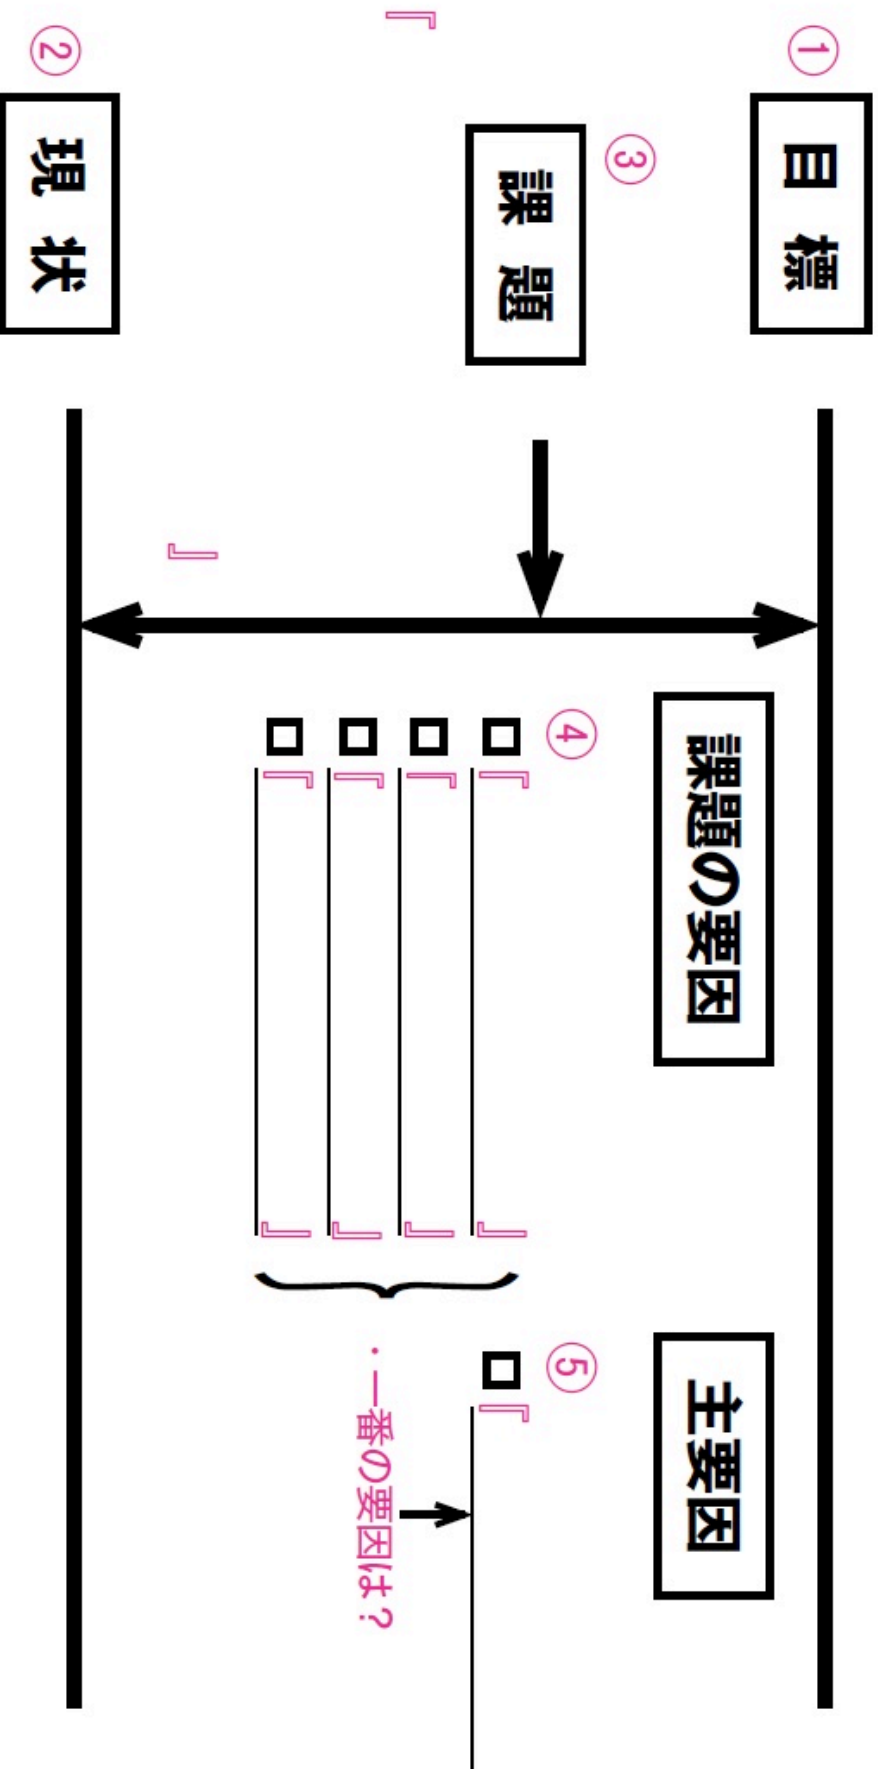 ① 目標
課題の要因
主要因
③
課題
『
』
④
□『 』
□『 』
□『 』
□『 』
⑤
□『
・一番の要因は?
② 現状